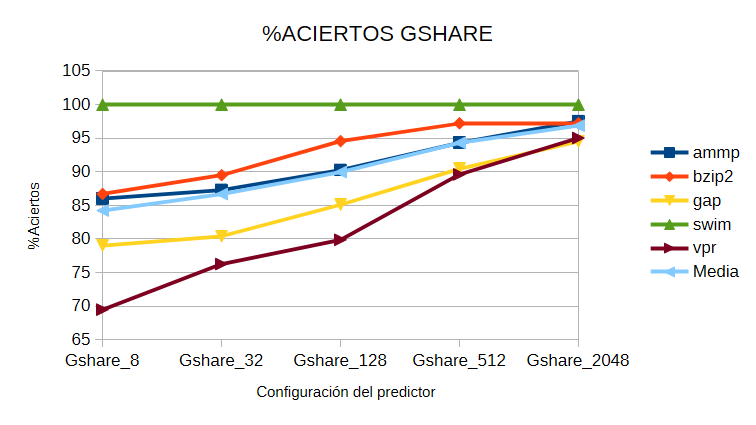 %ACIERTOS GSHARE
105
100
95
90
85
80
75
70
65
%Aciertos
Gshare_8 Gshare_32 Gshare_128 Gshare_512 Gshare_2048
Configuración del predictor
ammp
bzip2
gap
swim
vpr
Media